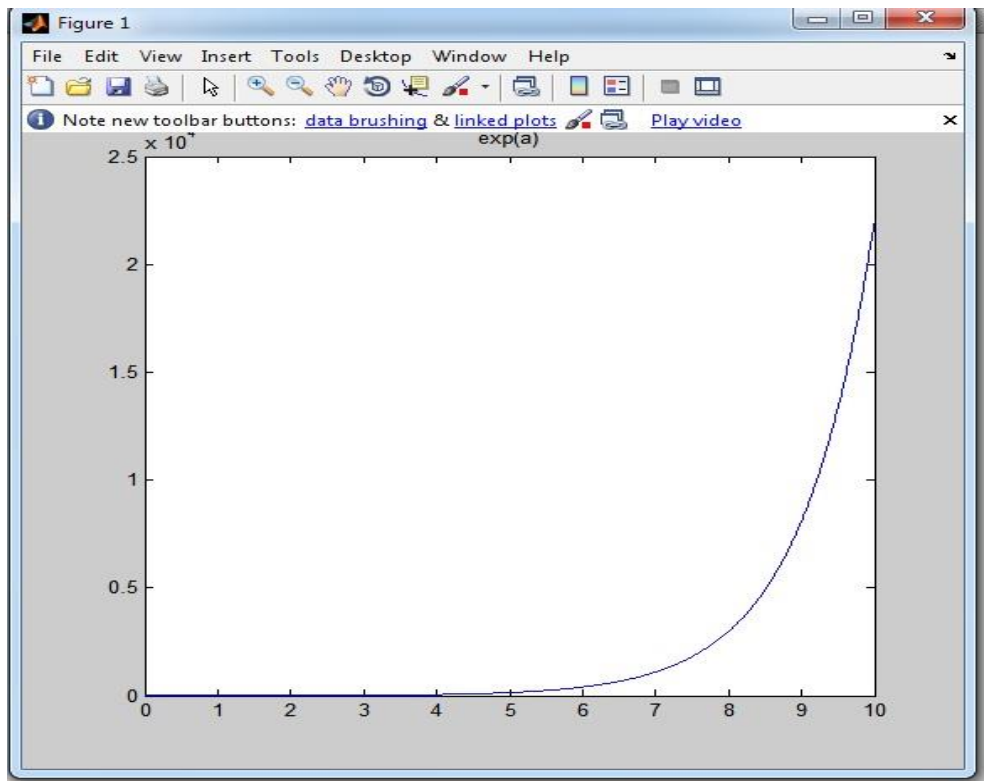 Figure 1
File Edit View Insert Tools Desktop Window Help
Note new toolbar buttons: data brushing & linked plots Play video
x 10⁴
exp(a)
2.5
2
1.5
1
0.5
0
0 1 2 3 4 5 6 7 8 9 10